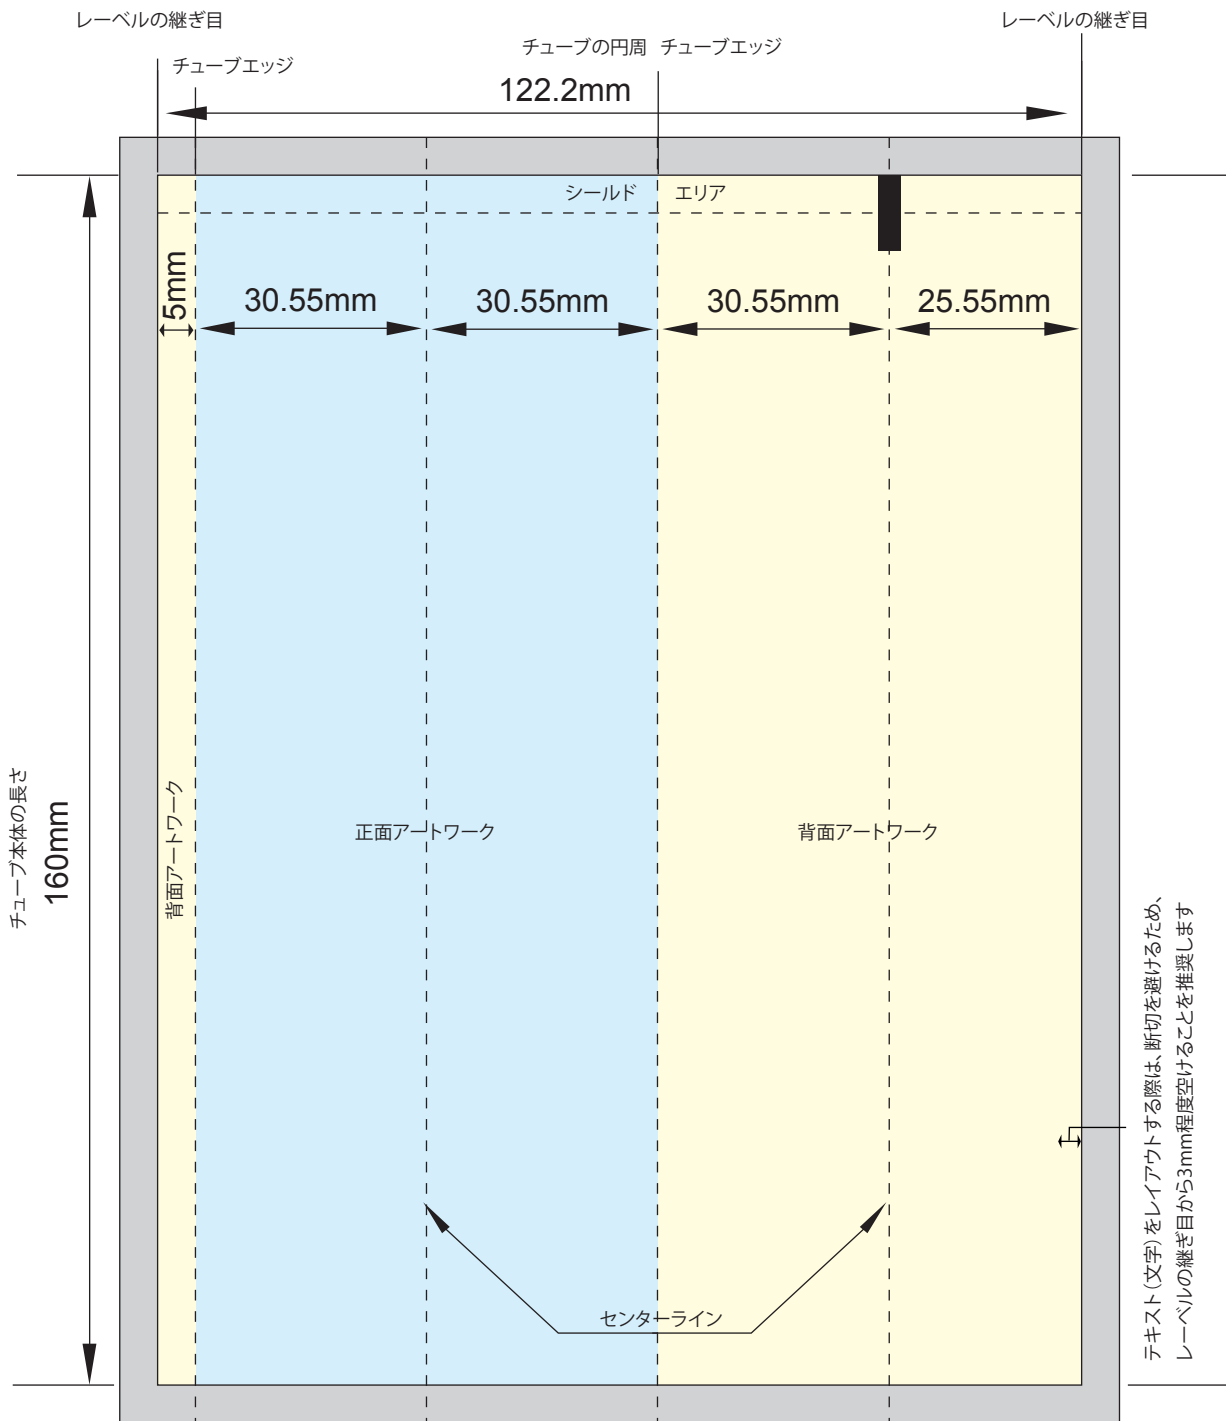 レーベルの継ぎ目
レーベルの継ぎ目
チューブの円周
チューブエッジ
チューブエッジ
122.2mm
シールド
エリア
5mm
30.55mm
30.55mm
30.55mm
25.55mm
チューブ本体の長さ
160mm
背面アートワーク
正面アートワーク
背面アートワーク
テキスト(文字)をレイアウトする際は、断切を避けるため、
レーベルの継ぎ目から3mm程度空けることを推奨します
センターライン